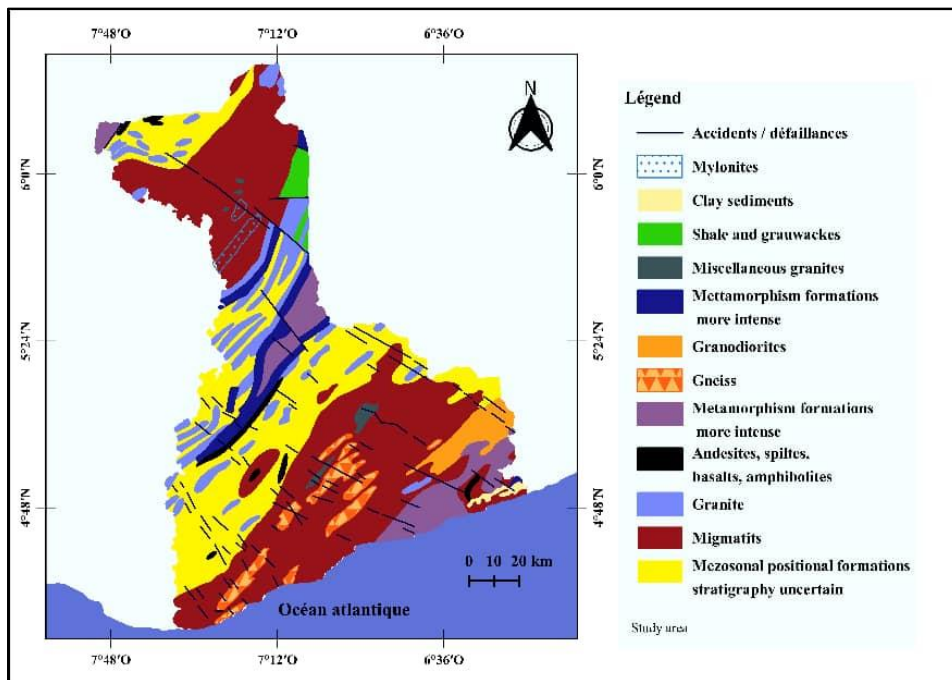 7°48'O
7°12'O
6°36'O
N
6°0'N
6°0'N
5°24'N
5°24'N
4°48'N
4°48'N
0 10 20 km
Océan atlantique
7°48'O
7°12'O
6°36'O
Légend
Accidents / défaillances
Mylonites
Clay sediments
Shale and grauwackes
Miscellaneous granites
Mettamorphism formations
more intense
Granodiorites
Gneiss
Metamorphism formations
more intense
Andesites, spiltes.
basalts, amphibolites
Granite
Migmatits
Mezosonal positional formations
stratigraphy uncertain
Study area